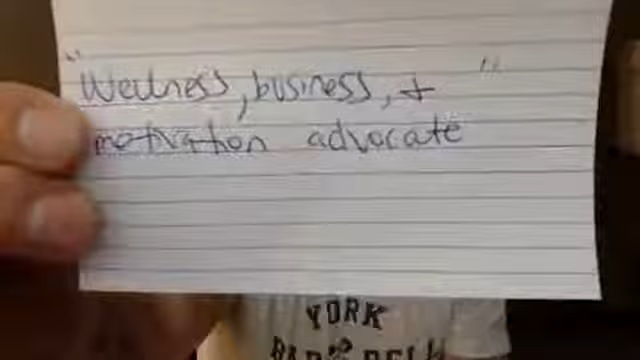 "Wellness, business, + "
motivation advocate
YORK